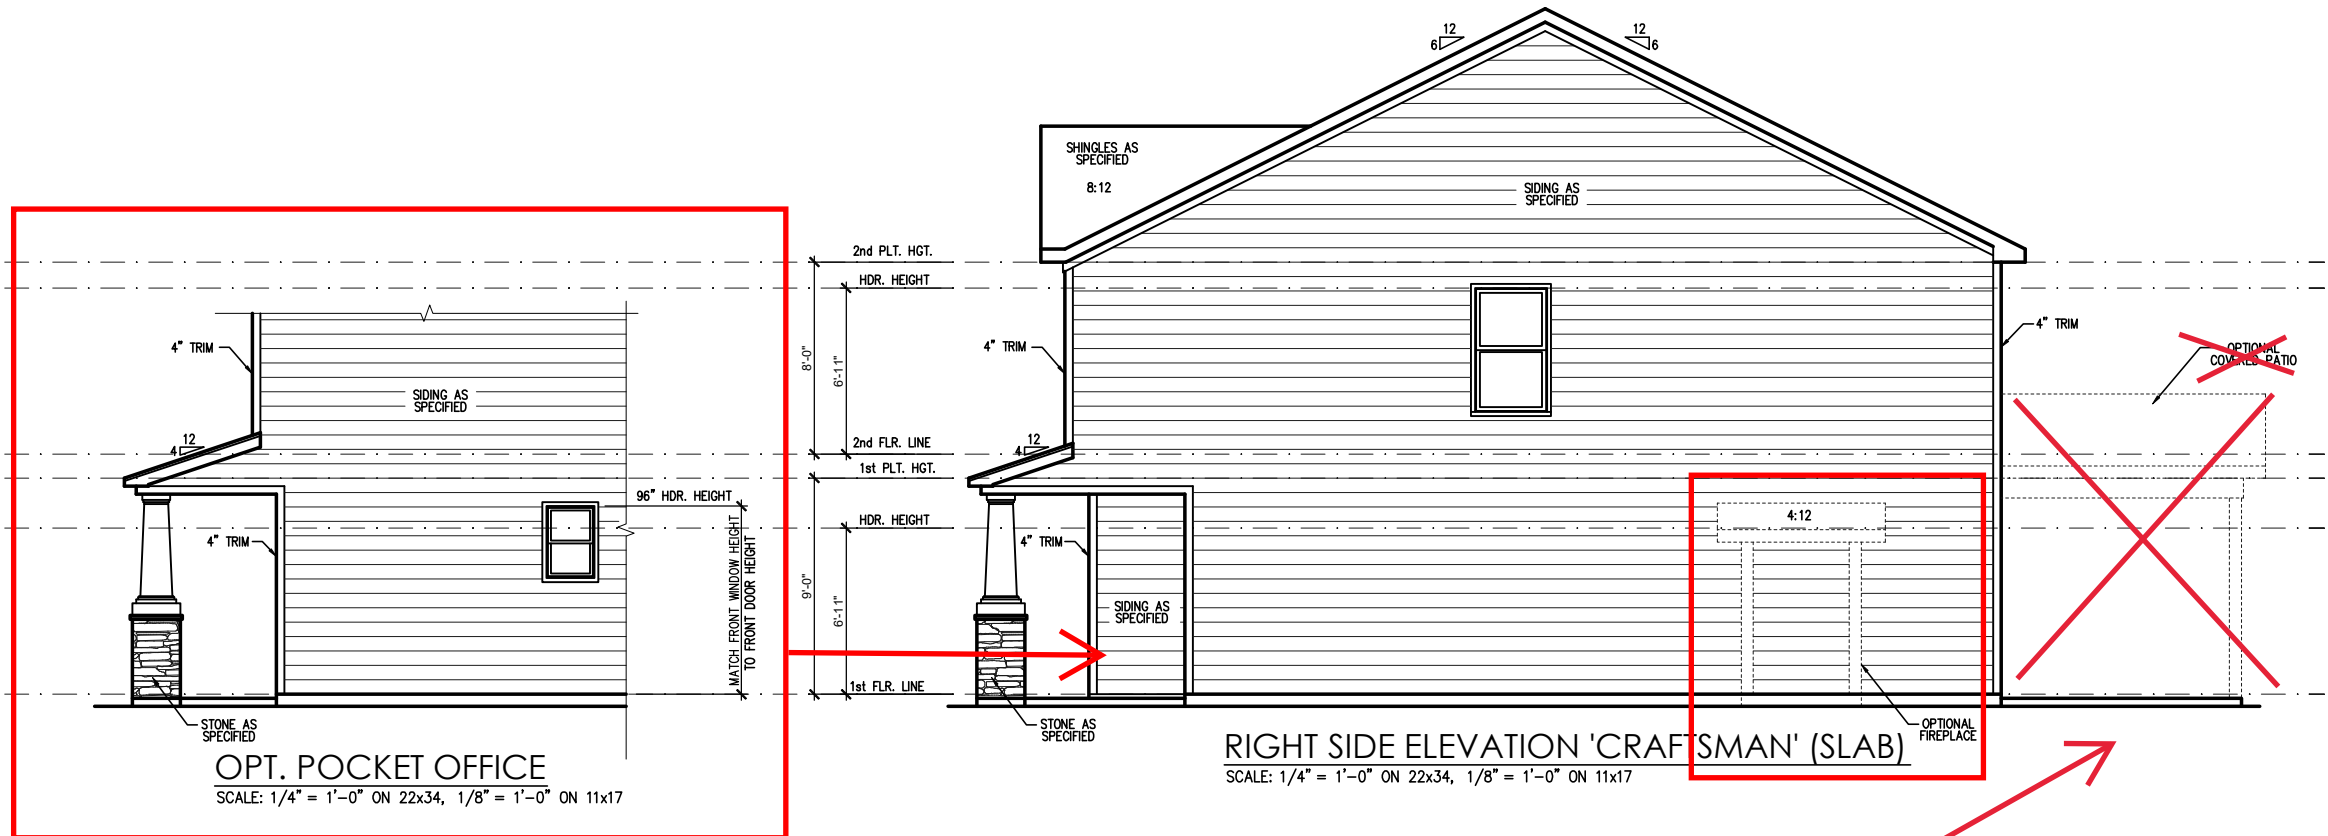 12
6
12
6
SHINGLES AS
SPECIFIED
8:12
SIDING AS
SPECIFIED
2nd PLT. HGT.
HDR. HEIGHT
4" TRIM
4" TRIM
4" TRIM
OPTIONAL
COVERED PATIO
8'-0"
6'-11"
SIDING AS
SPECIFIED
12
4
2nd FLR. LINE
12
4
1st PLT. HGT.
96" HDR. HEIGHT
HDR. HEIGHT
4:12
4" TRIM
4" TRIM
MATCH FRONT WINDOW HEIGHT
TO FRONT DOOR HEIGHT
9'-0"
6'-11"
SIDING AS
SPECIFIED
1st FLR. LINE
STONE AS
SPECIFIED
STONE AS
SPECIFIED
OPTIONAL
FIREPLACE
OPT. POCKET OFFICE
SCALE: 1/4" = 1'-0" ON 22x34, 1/8" = 1'-0" ON 11x17
RIGHT SIDE ELEVATION 'CRAFTSMAN' (SLAB)
SCALE: 1/4" = 1'-0" ON 22x34, 1/8" = 1'-0" ON 11x17